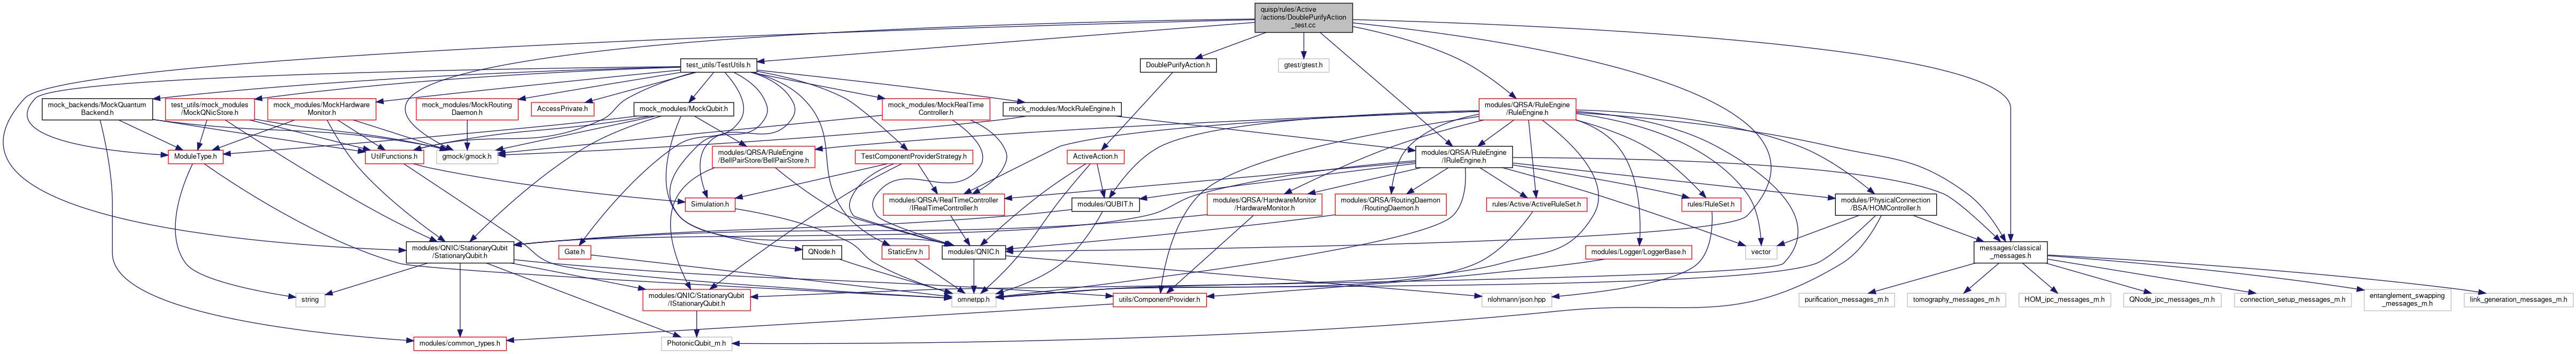 quisp/rules/Active
/actions/DoublePurifyAction
_test.cc
test_utils/TestUtils.h
DoublePurifyAction.h
gtest/gtest.h
mock_backends/MockQuantum
Backend.h
test_utils/mock_modules
/MockQNicStore.h
mock_modules/MockHardware
Monitor.h
mock_modules/MockRouting
Daemon.h
AccessPrivate.h
mock_modules/MockQubit.h
mock_modules/MockRealTime
Controller.h
mock_modules/MockRuleEngine.h
modules/QRSA/RuleEngine
/RuleEngine.h
ModuleType.h
UtilFunctions.h
gmock/gmock.h
modules/QRSA/RuleEngine
/BellPairStore/BellPairStore.h
TestComponentProviderStrategy.h
ActiveAction.h
modules/QRSA/RuleEngine
/IRuleEngine.h
Simulation.h
modules/QRSA/RealTimeController
/IRealTimeController.h
modules/QUBIT.h
modules/QRSA/HardwareMonitor
/HardwareMonitor.h
modules/QRSA/RoutingDaemon
/RoutingDaemon.h
rules/Active/ActiveRuleSet.h
rules/RuleSet.h
modules/PhysicalConnection
/BSA/HOMController.h
modules/QNIC/StationaryQubit
/StationaryQubit.h
Gate.h
QNode.h
StaticEnv.h
modules/QNIC.h
modules/Logger/LoggerBase.h
vector
messages/classical
_messages.h
string
modules/QNIC/StationaryQubit
/IStationaryQubit.h
omnetpp.h
utils/ComponentProvider.h
nlohmann/json.hpp
purification_messages_m.h
tomography_messages_m.h
HOM_ipc_messages_m.h
QNode_ipc_messages_m.h
connection_setup_messages_m.h
entanglement_swapping
_messages_m.h
link_generation_messages_m.h
modules/common_types.h
PhotonicQubit_m.h